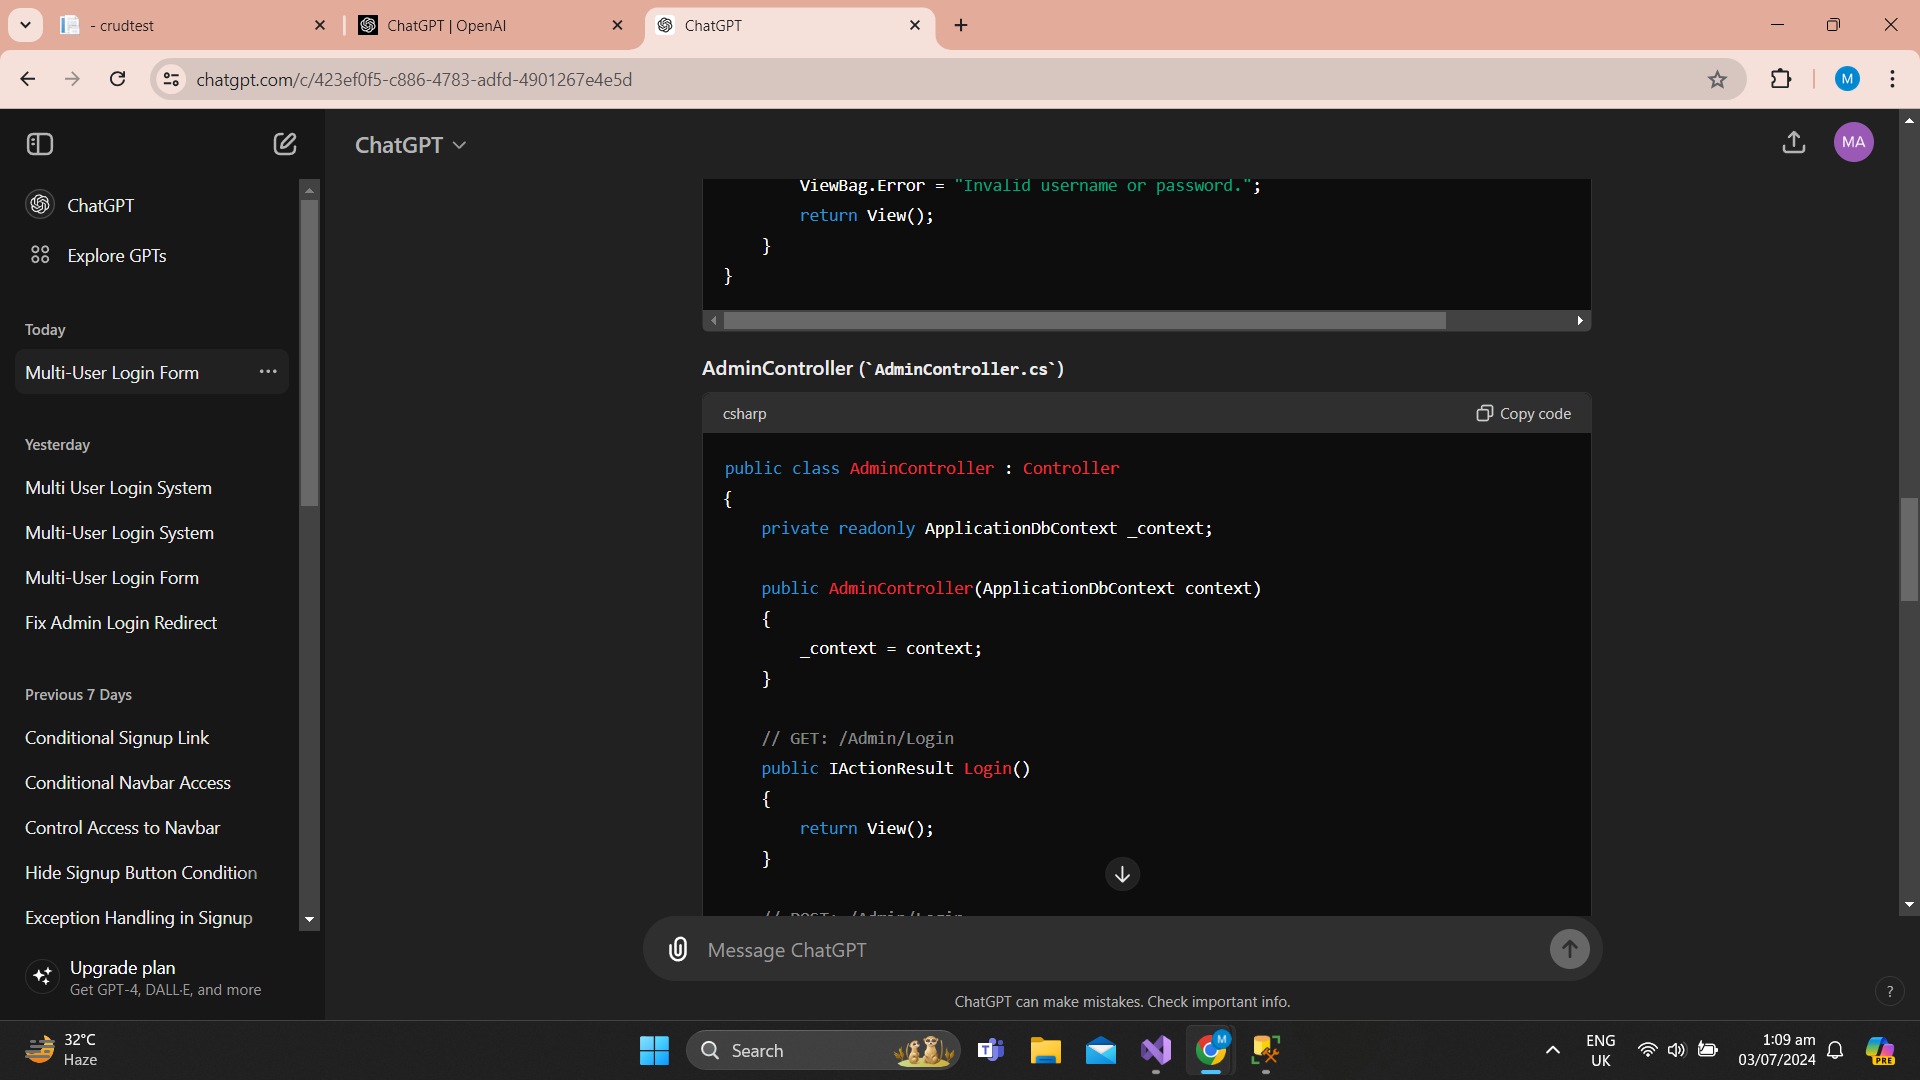 - crudtest
ChatGPT | OpenAI
ChatGPT
chatgpt.com/c/423ef0f5-c886-4783-adfd-4901267e4e5d
M
ChatGPT
Explore GPTs
Today
Multi-User Login Form
Yesterday
Multi User Login System
Multi-User Login System
Multi-User Login Form
Fix Admin Login Redirect
Previous 7 Days
Conditional Signup Link
Conditional Navbar Access
Control Access to Navbar
Hide Signup Button Condition
Exception Handling in Signup
Upgrade plan
Get GPT-4, DALL·E, and more
ChatGPT
MA
ViewBag.Error = "Invalid username or password.";
return View();
}
}
AdminController (`AdminController.cs`)
csharp
Copy code
public class AdminController : Controller
{
private readonly ApplicationDbContext _context;
public AdminController(ApplicationDbContext context)
{
_context = context;
}
// GET: /Admin/Login
public IActionResult Login()
{
return View();
}
// POST: /Admin/Login
Message ChatGPT
ChatGPT can make mistakes. Check important info.
?
32°C
Haze
Search
M
ENG
UK
1:09 am
03/07/2024
PRE